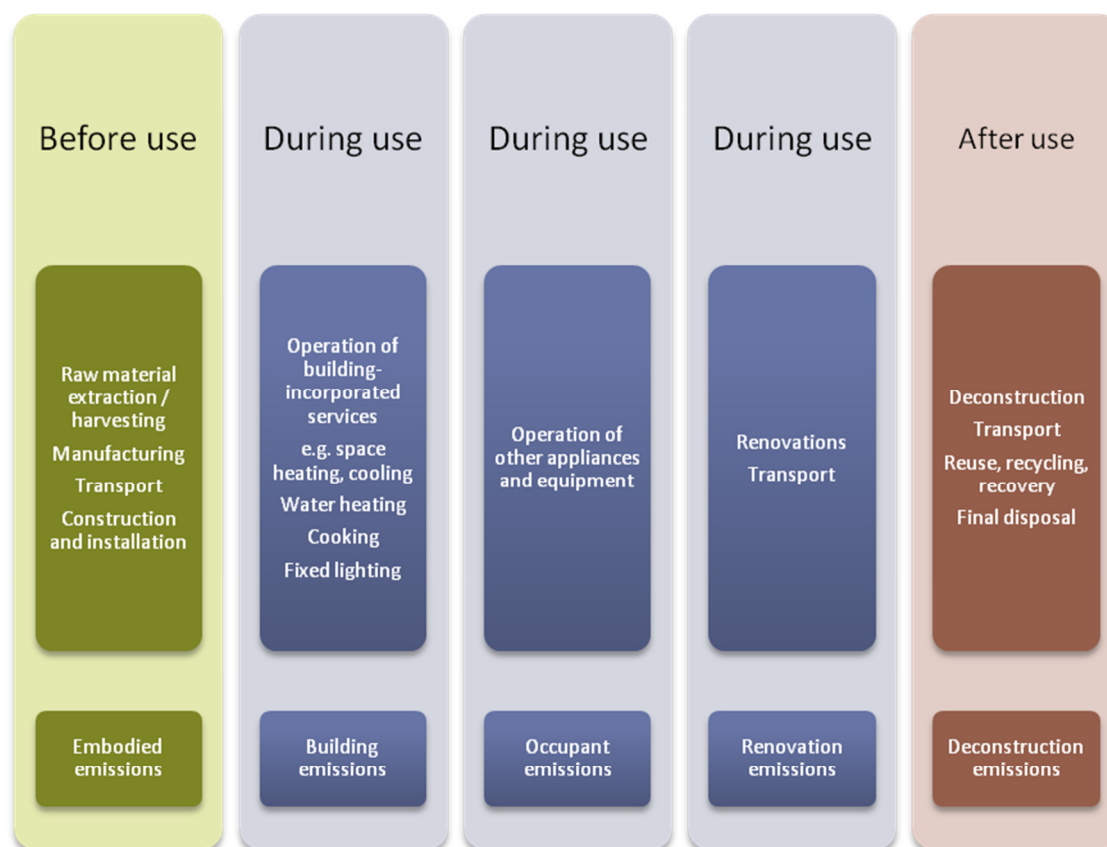 Before use
Raw material
extraction /
harvesting
Manufacturing
Transport
Construction
and installation
Embodied
emissions
During use
Operation of
building-
incorporated
services
e.g. space
heating, cooling
Water heating
Cooking
Fixed lighting
Building
emissions
During use
Operation of
other appliances
and equipment
Occupant
emissions
During use
Renovations
Transport
Renovation
emissions
After use
Deconstruction
Transport
Reuse, recycling,
recovery
Final disposal
Deconstruction
emissions